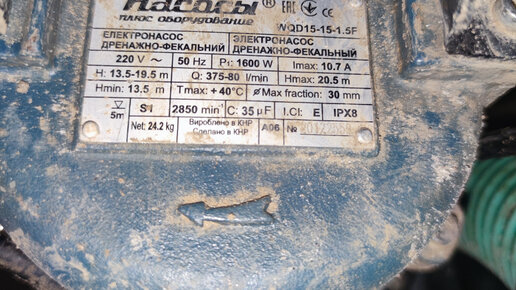 Насосы® EAC CE
плюс оборудование WQD15-15-1.5F
ЕЛЕКТРОНАСОС ДРЕНАЖНО-ФЕКАЛЬНИЙ ЭЛЕКТРОНАСОС ДРЕНАЖНО-ФЕКАЛЬНЫЙ
220 V ~ 50 Hz P1: 1600 W Imax: 10.7 A
H: 13.5-19.5 m Q: 375-80 l/min Hmax: 20.5 m
Hmin: 13.5 m Tmax: +40°C ⌀ Max fraction: 30 mm
5m S1 2850 min⁻¹ C: 35 µF I.Cl: E IPX8
Net: 24.2 kg Вироблено в КНР A06 №
Сделано в КНР